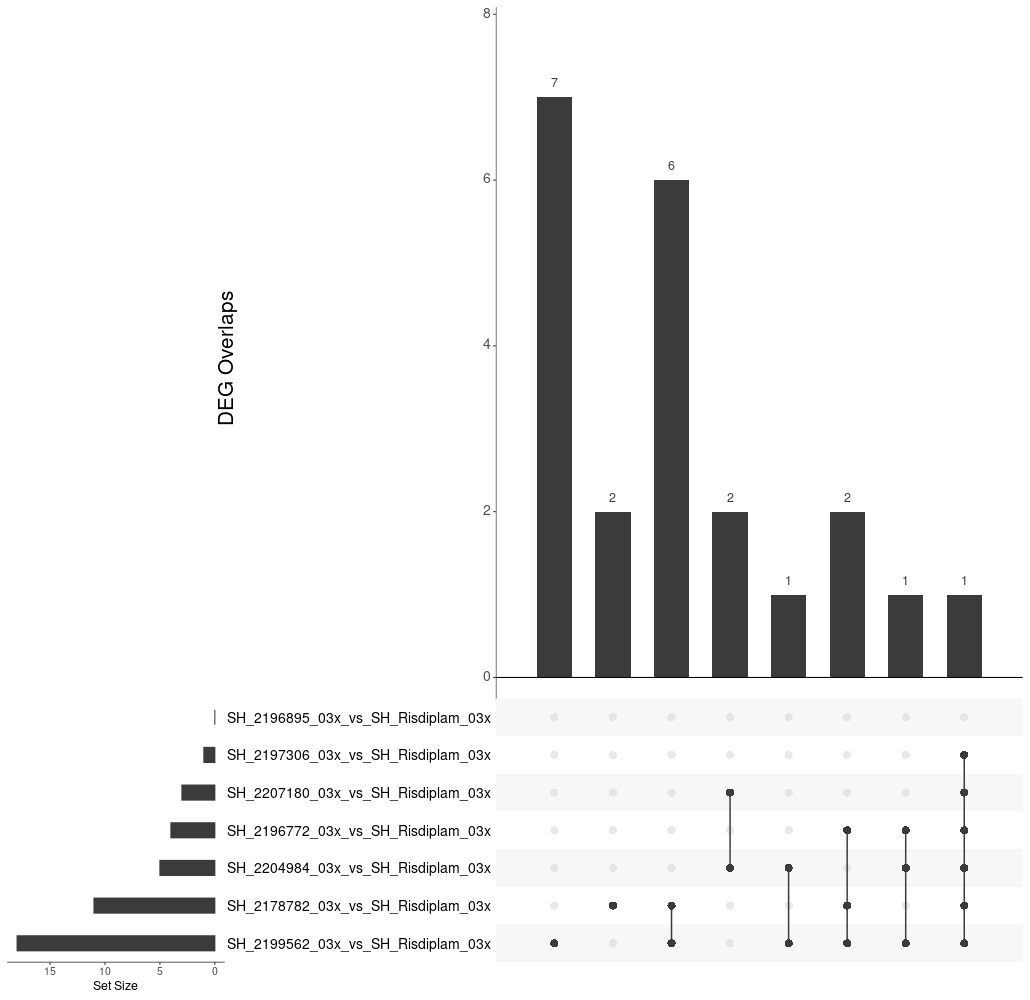 8
7
6
6
DEG Overlaps
4
2
2
2
2
1
1
1
0
SH_2196895_03x_vs_SH_Risdiplam_03x
SH_2197306_03x_vs_SH_Risdiplam_03x
SH_2207180_03x_vs_SH_Risdiplam_03x
SH_2196772_03x_vs_SH_Risdiplam_03x
SH_2204984_03x_vs_SH_Risdiplam_03x
SH_2178782_03x_vs_SH_Risdiplam_03x
SH_2199562_03x_vs_SH_Risdiplam_03x
15 10 5 0
Set Size